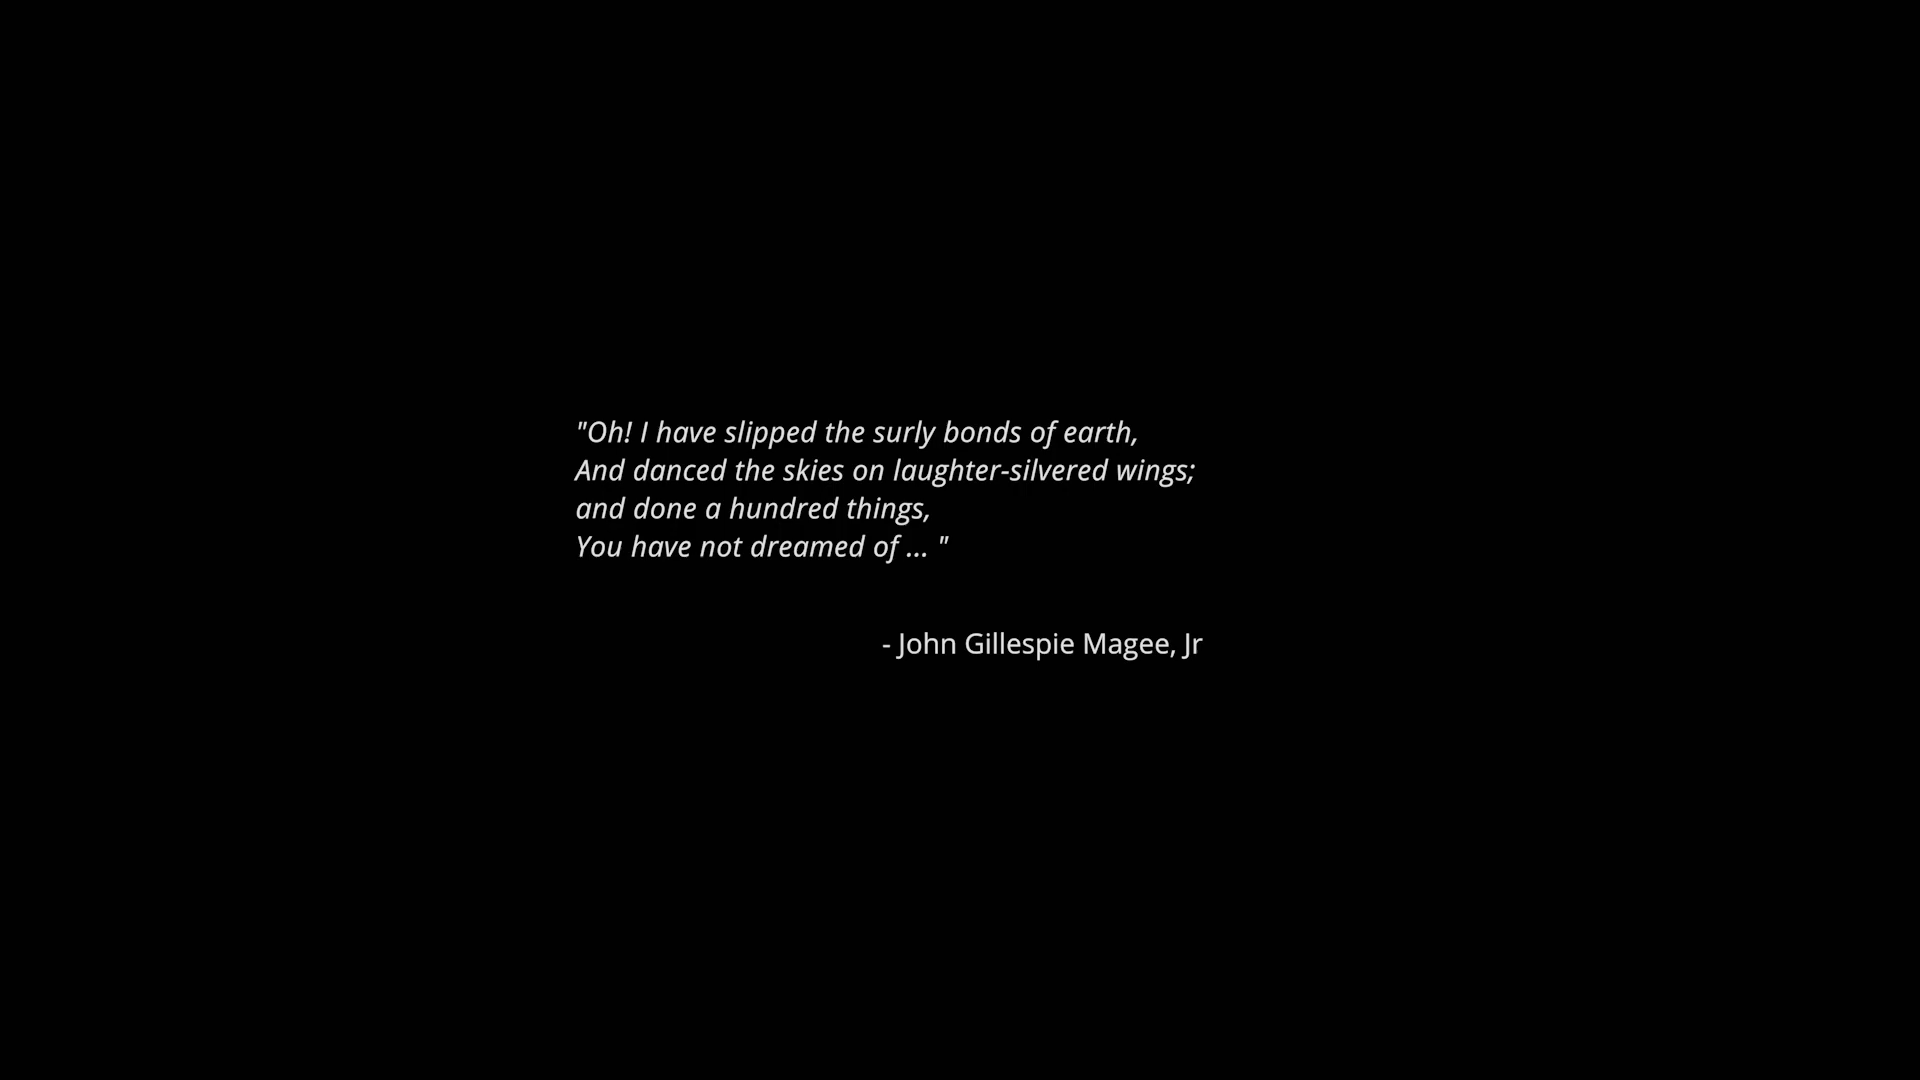 "Oh! I have slipped the surly bonds of earth,
And danced the skies on laughter-silvered wings;
and done a hundred things,
You have not dreamed of ... "
- John Gillespie Magee, Jr